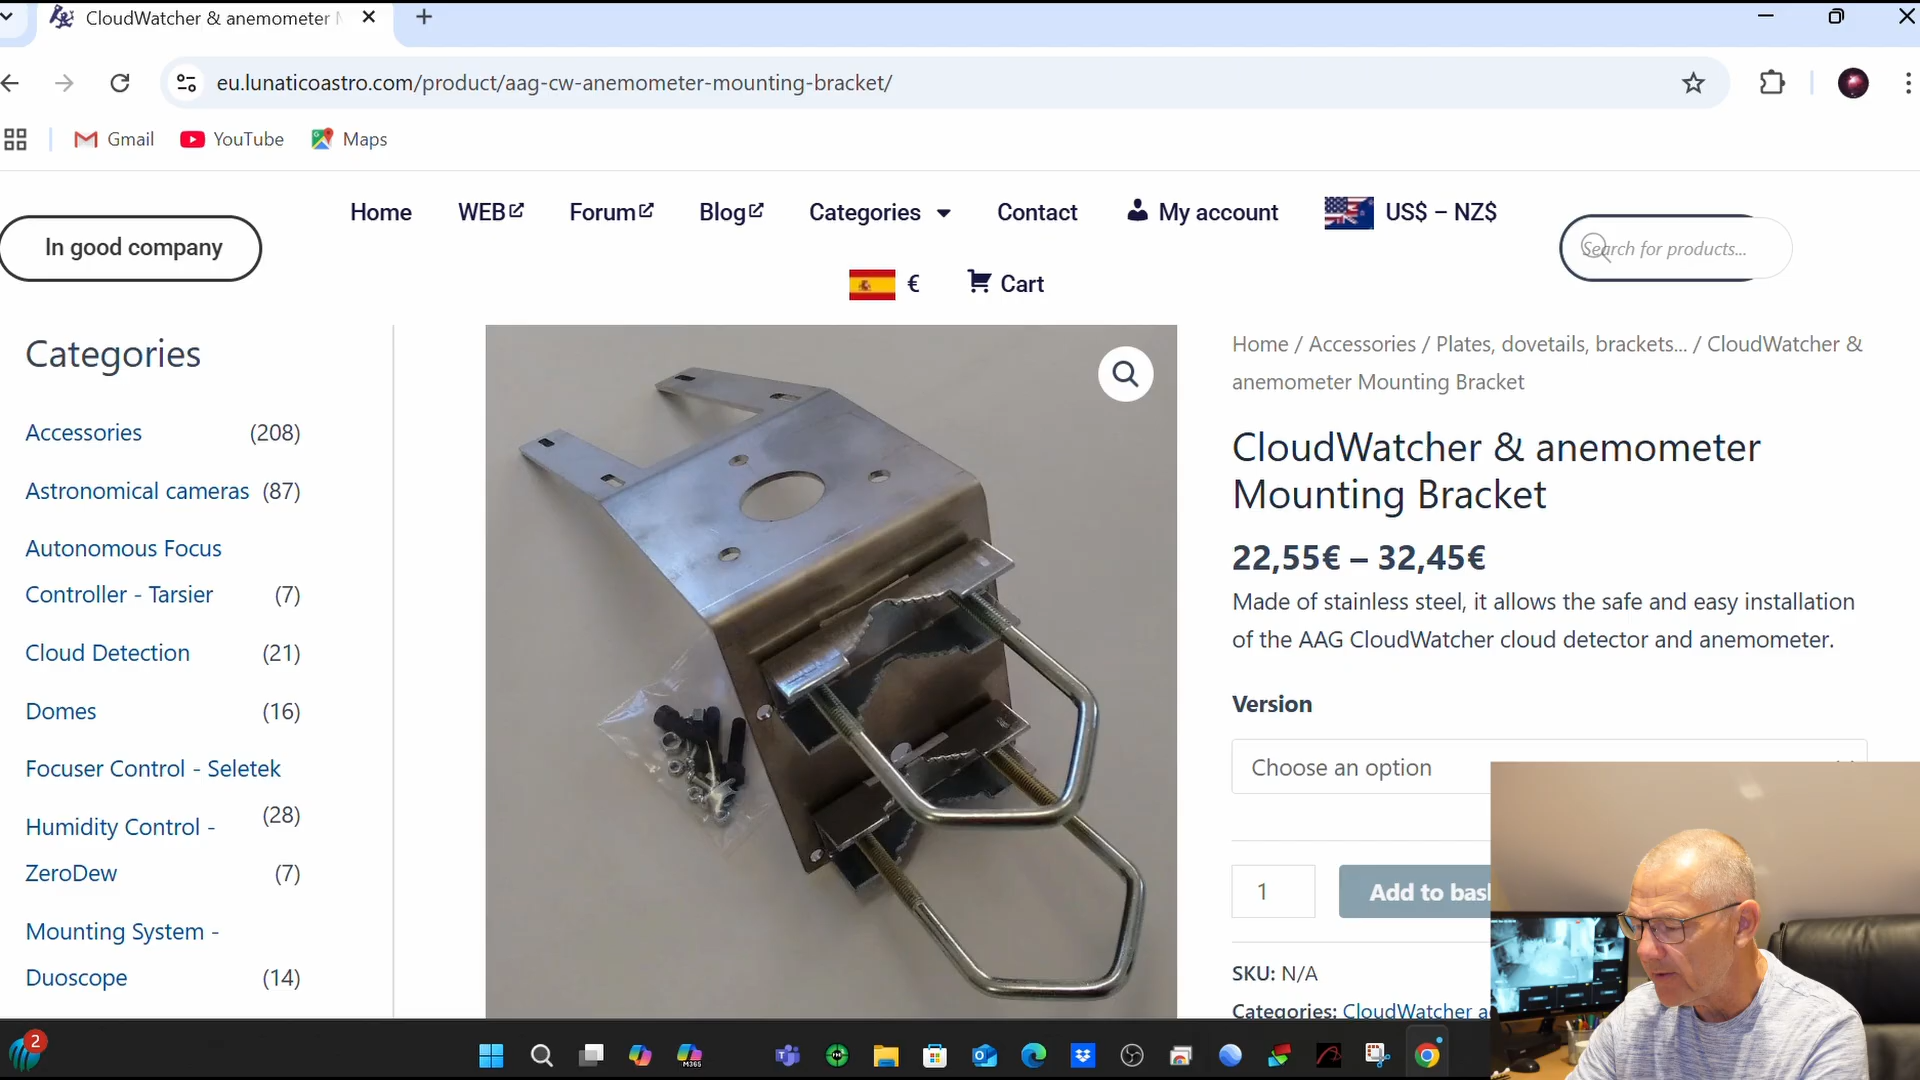 CloudWatcher & anemometer
eu.lunaticoastro.com/product/aag-cw-anemometer-mounting-bracket/
Gmail
YouTube
Maps
In good company
Home
WEB
Forum
Blog
Categories
Contact
My account
US$ – NZ$
€
Cart
Search for products...
Categories
Accessories (208)
Astronomical cameras (87)
Autonomous Focus
Controller - Tarsier (7)
Cloud Detection (21)
Domes (16)
Focuser Control - Seletek
(28)
Humidity Control -
ZeroDew (7)
Mounting System -
Duoscope (14)
Home / Accessories / Plates, dovetails, brackets... / CloudWatcher &
anemometer Mounting Bracket
CloudWatcher & anemometer
Mounting Bracket
22,55€ – 32,45€
Made of stainless steel, it allows the safe and easy installation
of the AAG CloudWatcher cloud detector and anemometer.
Version
Choose an option
1
Add to bas
SKU: N/A
Categories: CloudWatcher a
2
M365